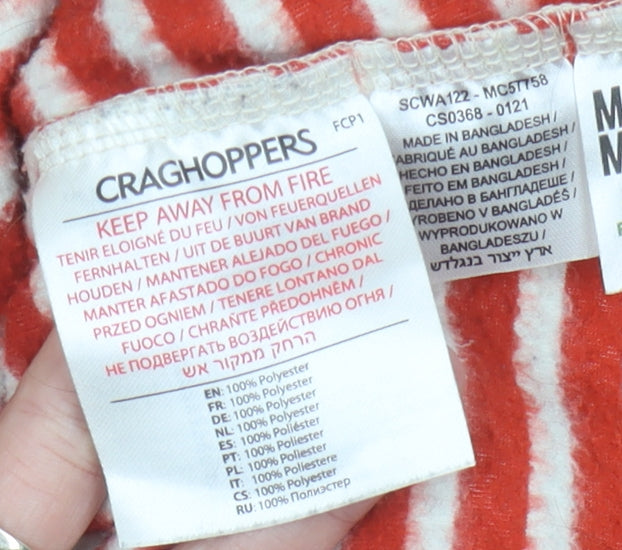 CRAGHOPPERS FCP1
KEEP AWAY FROM FIRE
TENIR ELOIGNÉ DU FEU / VON FEUERQUELLEN
FERNHALTEN / UIT DE BUURT VAN BRAND
HOUDEN / MANTENER ALEJADO DEL FUEGO /
MANTER AFASTADO DO FOGO / CHRONIC
PRZED OGNIEM / TENERE LONTANO DAL
FUOCO / CHRAŇTE PŘEDOHNĚM /
НЕ ПОДВЕРГАТЬ ВОЗДЕЙСТВИЮ ОГНЯ /
הרחק ממקור אש
EN: 100% Polyester
FR: 100% Polyester
DE: 100% Polyester
NL: 100% Polyester
ES: 100% Poliéster
PT: 100% Poliester
PL: 100% Poliester
IT: 100% Poliestere
CS: 100% Polyester
RU: 100% Полиэстер
SCWA122 - MC57758
CS0368 - 0121
MADE IN BANGLADESH /
FABRIQUÉ AU BANGLADESH /
HECHO EN BANGLADESH /
FEITO EM BANGLADESH /
СДЕЛАНО В БАНГЛАДЕШЕ /
VYROBENO V BANGLADÉŠI /
WYPRODUKOWANO W
BANGLADESZU /
ארץ ייצור בנגלדש
M
M